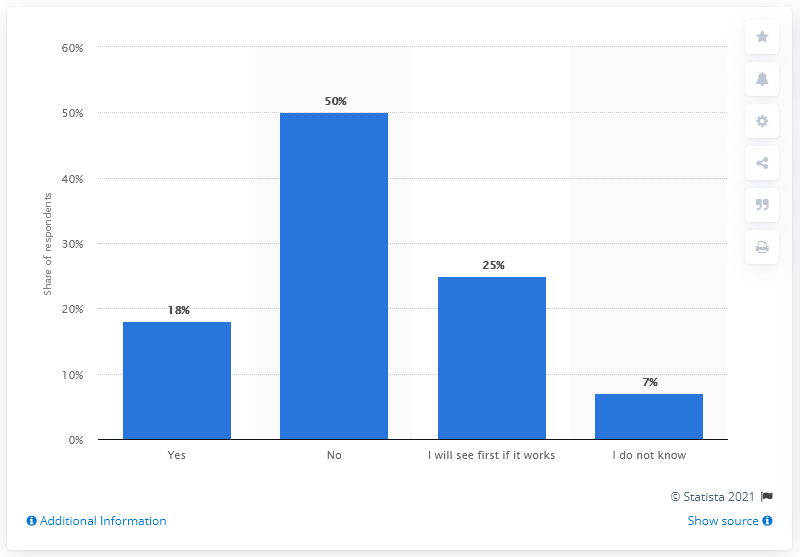 60%
50%
50%
40%
Share of respondents
30%
25%
18%
20%
7%
10%
0%
Yes
No
I will see first if it works
I do not know
© Statista 2021
Additional Information
Show source